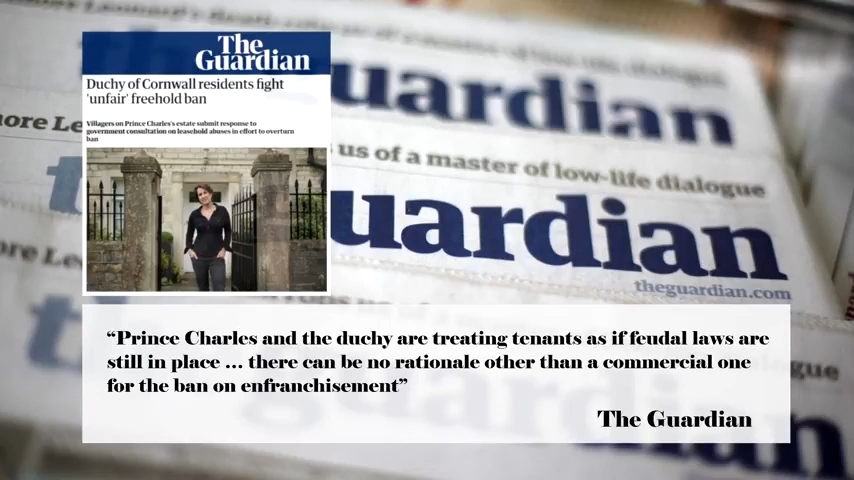 The
Guardian
Duchy of Cornwall residents fight
'unfair' freehold ban
Villagers on Prince Charles's estate submit response to
government consultation on leasehold abuses in effort to overturn
ban
uardian
us of a master of low-life dialogue
uardian
theguardian.com
“Prince Charles and the duchy are treating tenants as if feudal laws are
still in place ... there can be no rationale other than a commercial one
for the ban on enfranchisement”
The Guardian